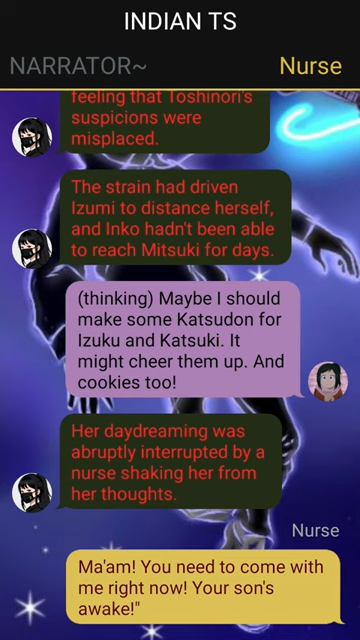 INDIAN TS
NARRATOR~ Nurse
feeling that Toshinori's
suspicions were
misplaced.
The strain had driven
Izumi to distance herself,
and Inko hadn't been able
to reach Mitsuki for days.
(thinking) Maybe I should
make some Katsudon for
Izuku and Katsuki. It
might cheer them up. And
cookies too!
Her daydreaming was
abruptly interrupted by a
nurse shaking her from
her thoughts.
Nurse
Ma'am! You need to come with
me right now! Your son's
awake!"